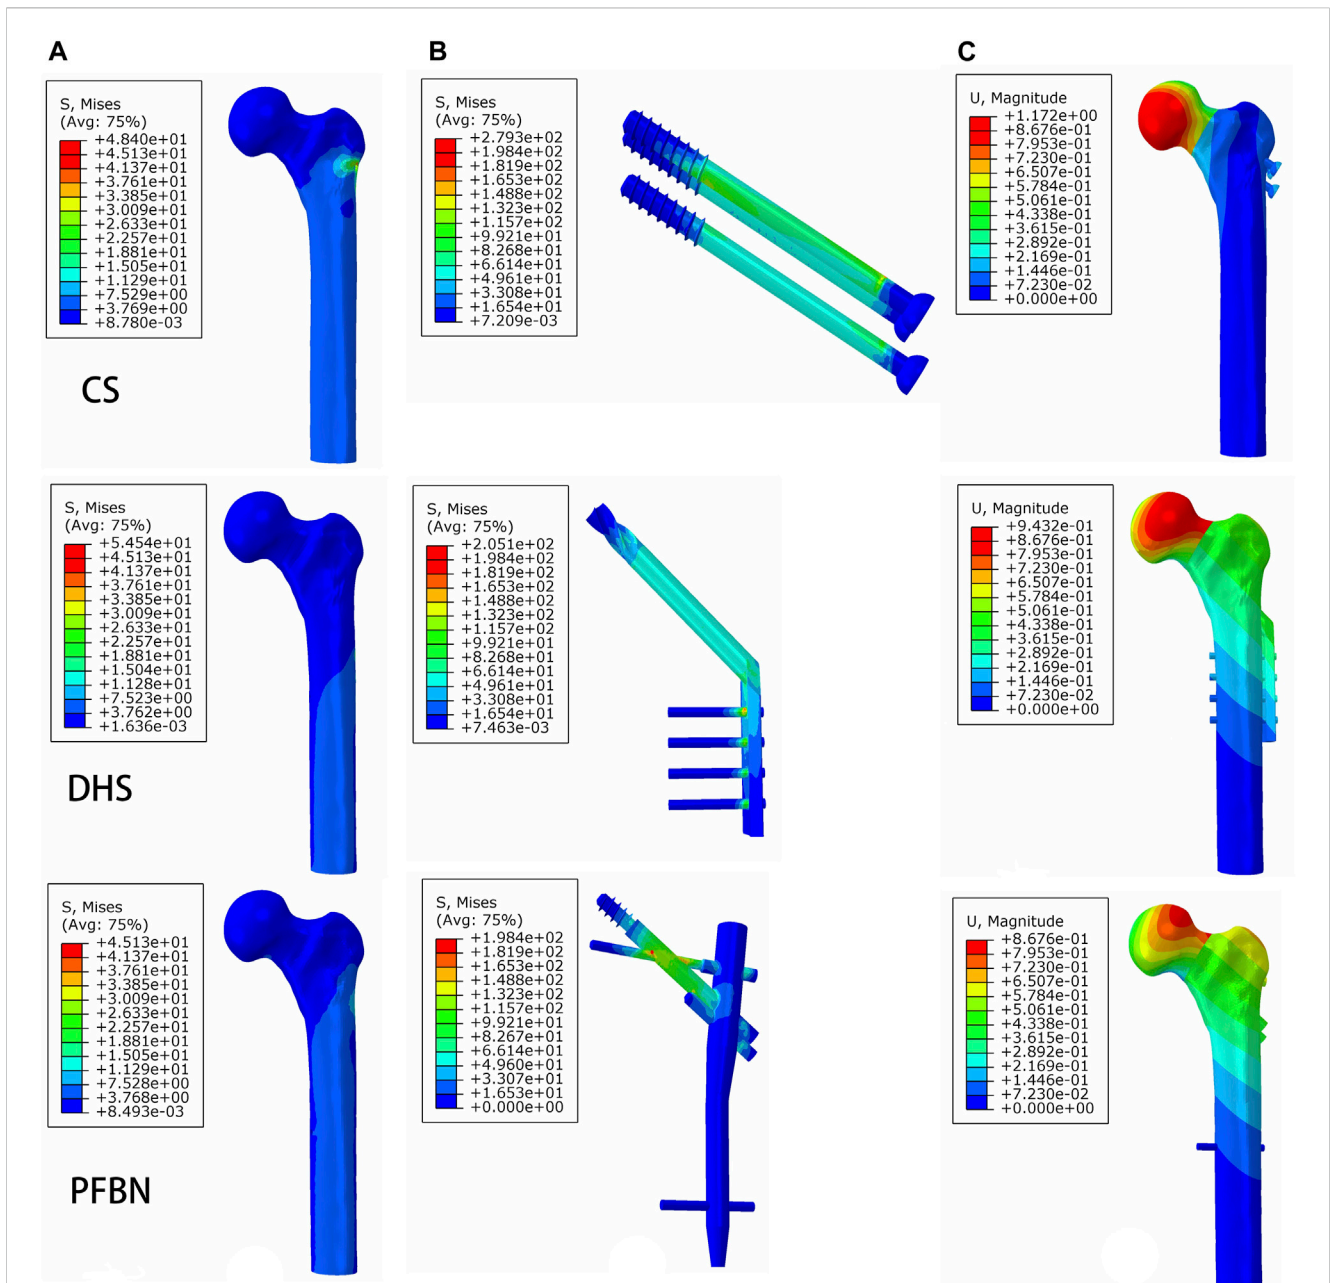 A
B
C
S, Mises
(Avg: 75%)
+4.840e+01
+4.513e+01
+4.137e+01
+3.761e+01
+3.385e+01
+3.009e+01
+2.633e+01
+2.257e+01
+1.881e+01
+1.505e+01
+1.129e+01
+7.529e+00
+3.769e+00
+8.780e-03
CS
S, Mises
(Avg: 75%)
+2.793e+02
+1.984e+02
+1.819e+02
+1.653e+02
+1.488e+02
+1.323e+02
+1.157e+02
+9.921e+01
+8.268e+01
+6.614e+01
+4.961e+01
+3.308e+01
+1.654e+01
+7.209e-03
U, Magnitude
+1.172e+00
+8.676e-01
+7.953e-01
+7.230e-01
+6.507e-01
+5.784e-01
+5.061e-01
+4.338e-01
+3.615e-01
+2.892e-01
+2.169e-01
+1.446e-01
+7.230e-02
+0.000e+00
S, Mises
(Avg: 75%)
+5.454e+01
+4.513e+01
+4.137e+01
+3.761e+01
+3.385e+01
+3.009e+01
+2.633e+01
+2.257e+01
+1.881e+01
+1.504e+01
+1.128e+01
+7.523e+00
+3.762e+00
+1.636e-03
DHS
S, Mises
(Avg: 75%)
+2.051e+02
+1.984e+02
+1.819e+02
+1.653e+02
+1.488e+02
+1.323e+02
+1.157e+02
+9.921e+01
+8.268e+01
+6.614e+01
+4.961e+01
+3.308e+01
+1.654e+01
+7.463e-03
U, Magnitude
+9.432e-01
+8.676e-01
+7.953e-01
+7.230e-01
+6.507e-01
+5.784e-01
+5.061e-01
+4.338e-01
+3.615e-01
+2.892e-01
+2.169e-01
+1.446e-01
+7.230e-02
+0.000e+00
S, Mises
(Avg: 75%)
+4.513e+01
+4.137e+01
+3.761e+01
+3.385e+01
+3.009e+01
+2.633e+01
+2.257e+01
+1.881e+01
+1.505e+01
+1.129e+01
+7.528e+00
+3.768e+00
+8.493e-03
PFBN
S, Mises
(Avg: 75%)
+1.984e+02
+1.819e+02
+1.653e+02
+1.488e+02
+1.323e+02
+1.157e+02
+9.921e+01
+8.267e+01
+6.614e+01
+4.960e+01
+3.307e+01
+1.653e+01
+0.000e+00
U, Magnitude
+8.676e-01
+7.953e-01
+7.230e-01
+6.507e-01
+5.784e-01
+5.061e-01
+4.338e-01
+3.615e-01
+2.892e-01
+2.169e-01
+1.446e-01
+7.230e-02
+0.000e+00